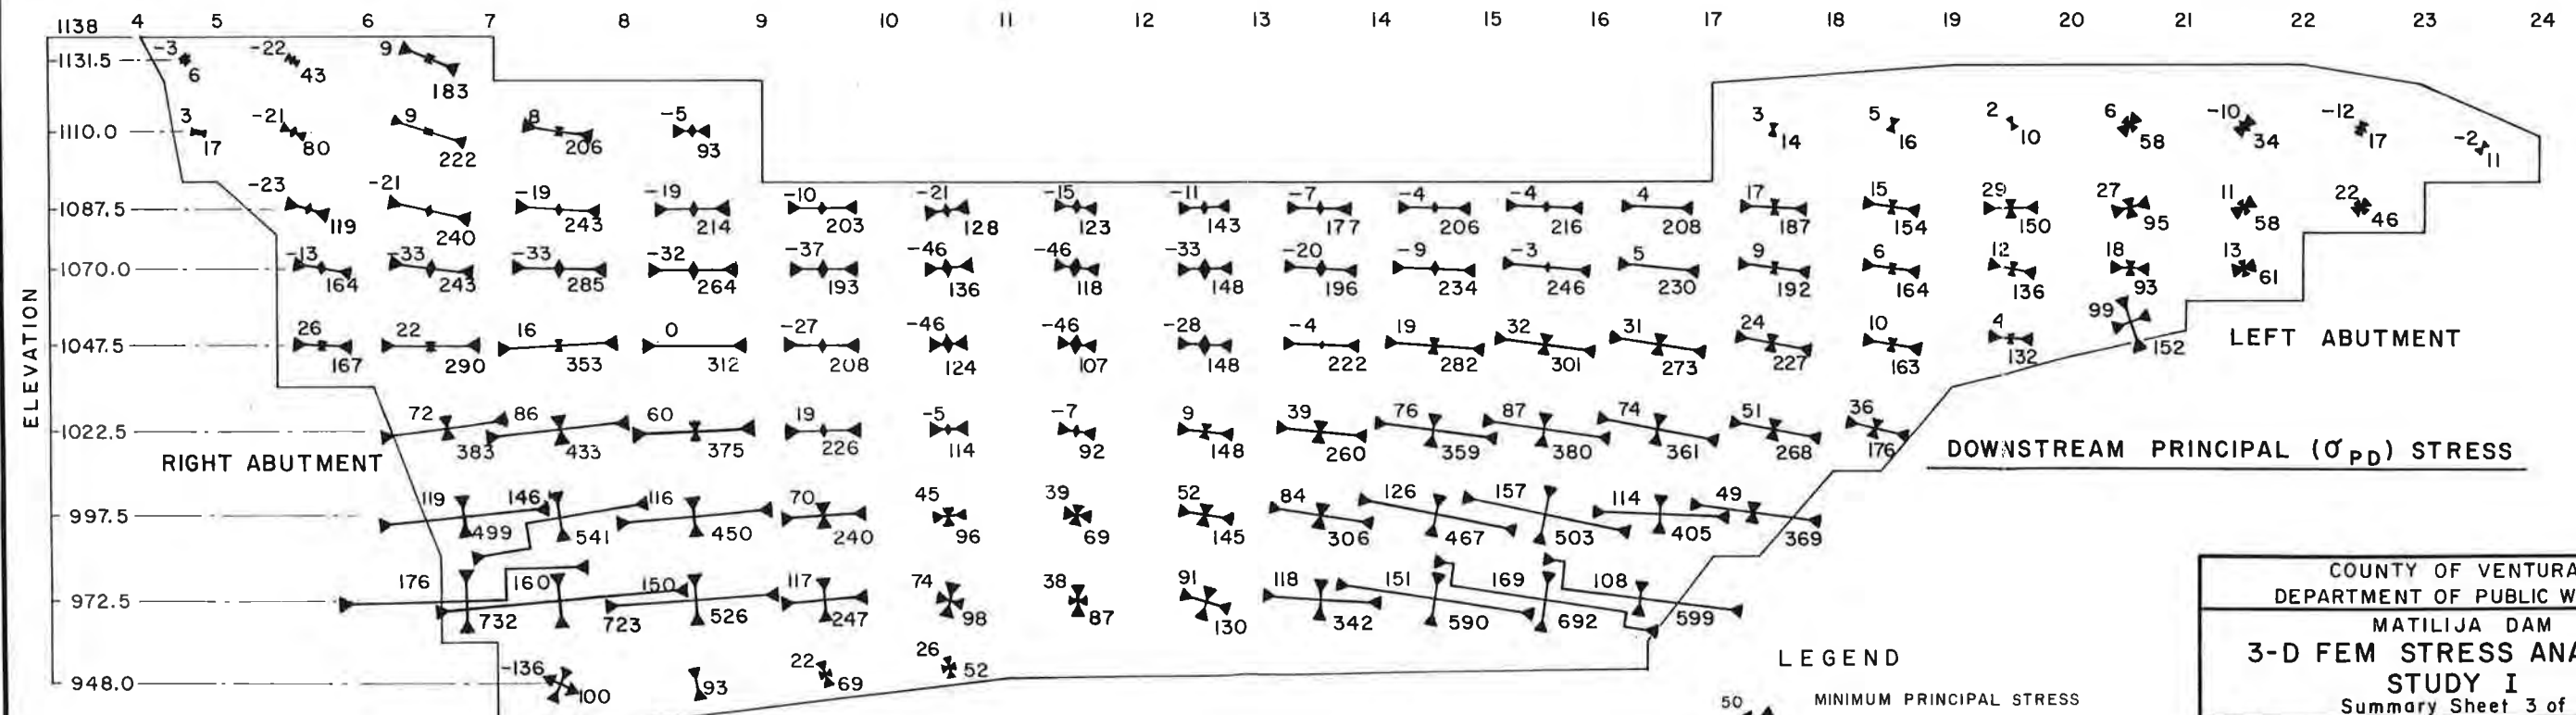 4 5 6 7 8 9 10 11 12 13 14 15 16 17 18 19 20 21 22 23 24
1138
-3 -22 9
1131.5
6 43 183
3 -21 9 8 -5 3 5 2 6 -10 -12 -2
1110.0
17 80 222 206 93 14 16 10 58 34 17 11
-23 -21 -19 -19 -10 -21 -15 -11 -7 -4 -4 4 17 15 29 27 11 22
1087.5
119 240 243 214 203 128 123 143 177 206 216 208 187 154 150 95 58 46
-13 -33 -33 -32 -37 -46 -46 -33 -20 -9 -3 5 9 6 12 18 13
1070.0
164 243 285 264 193 136 118 148 196 234 246 230 192 164 136 93 61
ELEVATION
26 22 16 0 -27 -46 -46 -28 -4 19 32 31 24 10 4 99
1047.5
167 290 353 312 208 124 107 148 222 282 301 273 227 163 132 152
LEFT ABUTMENT
72 86 60 19 -5 -7 9 39 76 87 74 51 36
1022.5
383 433 375 226 114 92 148 260 359 380 361 268 176
RIGHT ABUTMENT
DOWNSTREAM PRINCIPAL (σPD) STRESS
119 146 116 70 45 39 52 84 126 157 114 49
997.5
499 541 450 240 96 69 145 306 467 503 405 369
176 160 150 117 74 38 91 118 151 169 108
972.5
732 723 526 247 98 87 130 342 590 692 599
-136 22 26
948.0
100 93 69 52
LEGEND
50 MINIMUM PRINCIPAL STRESS
COUNTY OF VENTURA
DEPARTMENT OF PUBLIC W
MATILIJA DAM
3-D FEM STRESS ANA
STUDY I
Summary Sheet 3 of